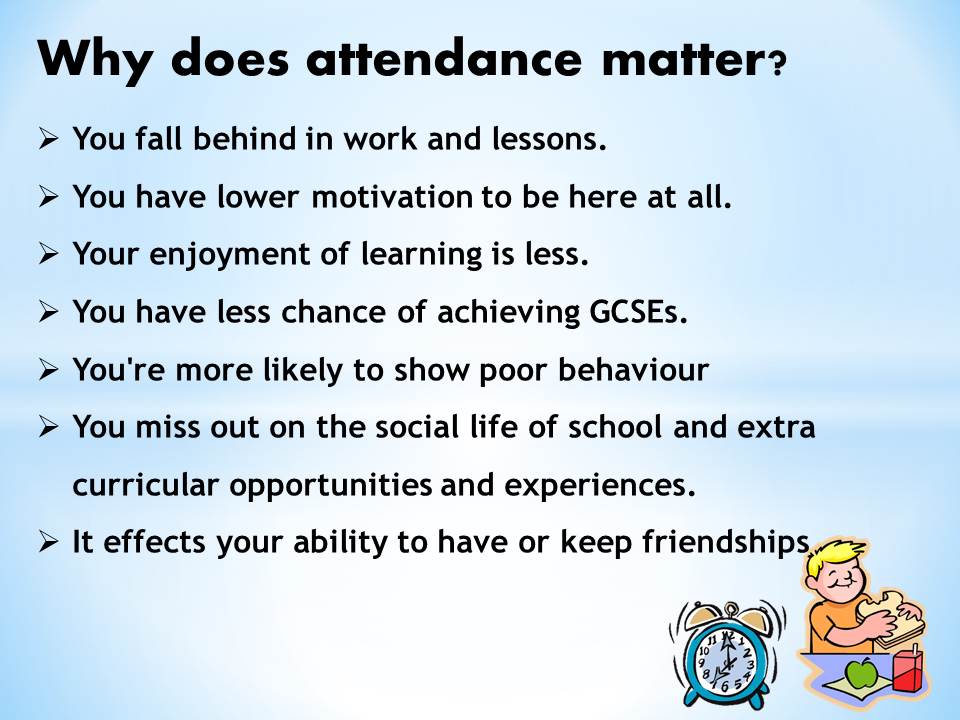 Why does attendance matter?
➢ You fall behind in work and lessons.
➢ You have lower motivation to be here at all.
➢ Your enjoyment of learning is less.
➢ You have less chance of achieving GCSEs.
➢ You're more likely to show poor behaviour
➢ You miss out on the social life of school and extra
curricular opportunities and experiences.
➢ It effects your ability to have or keep friendships
12
1
2
3
4
5
6
7
8
9
10
11